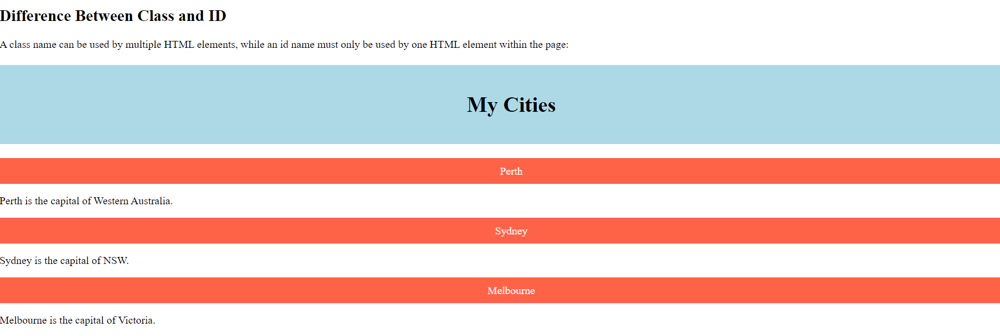 Difference Between Class and ID
A class name can be used by multiple HTML elements, while an id name must only be used by one HTML element within the page:
My Cities
Perth
Perth is the capital of Western Australia.
Sydney
Sydney is the capital of NSW.
Melbourne
Melbourne is the capital of Victoria.